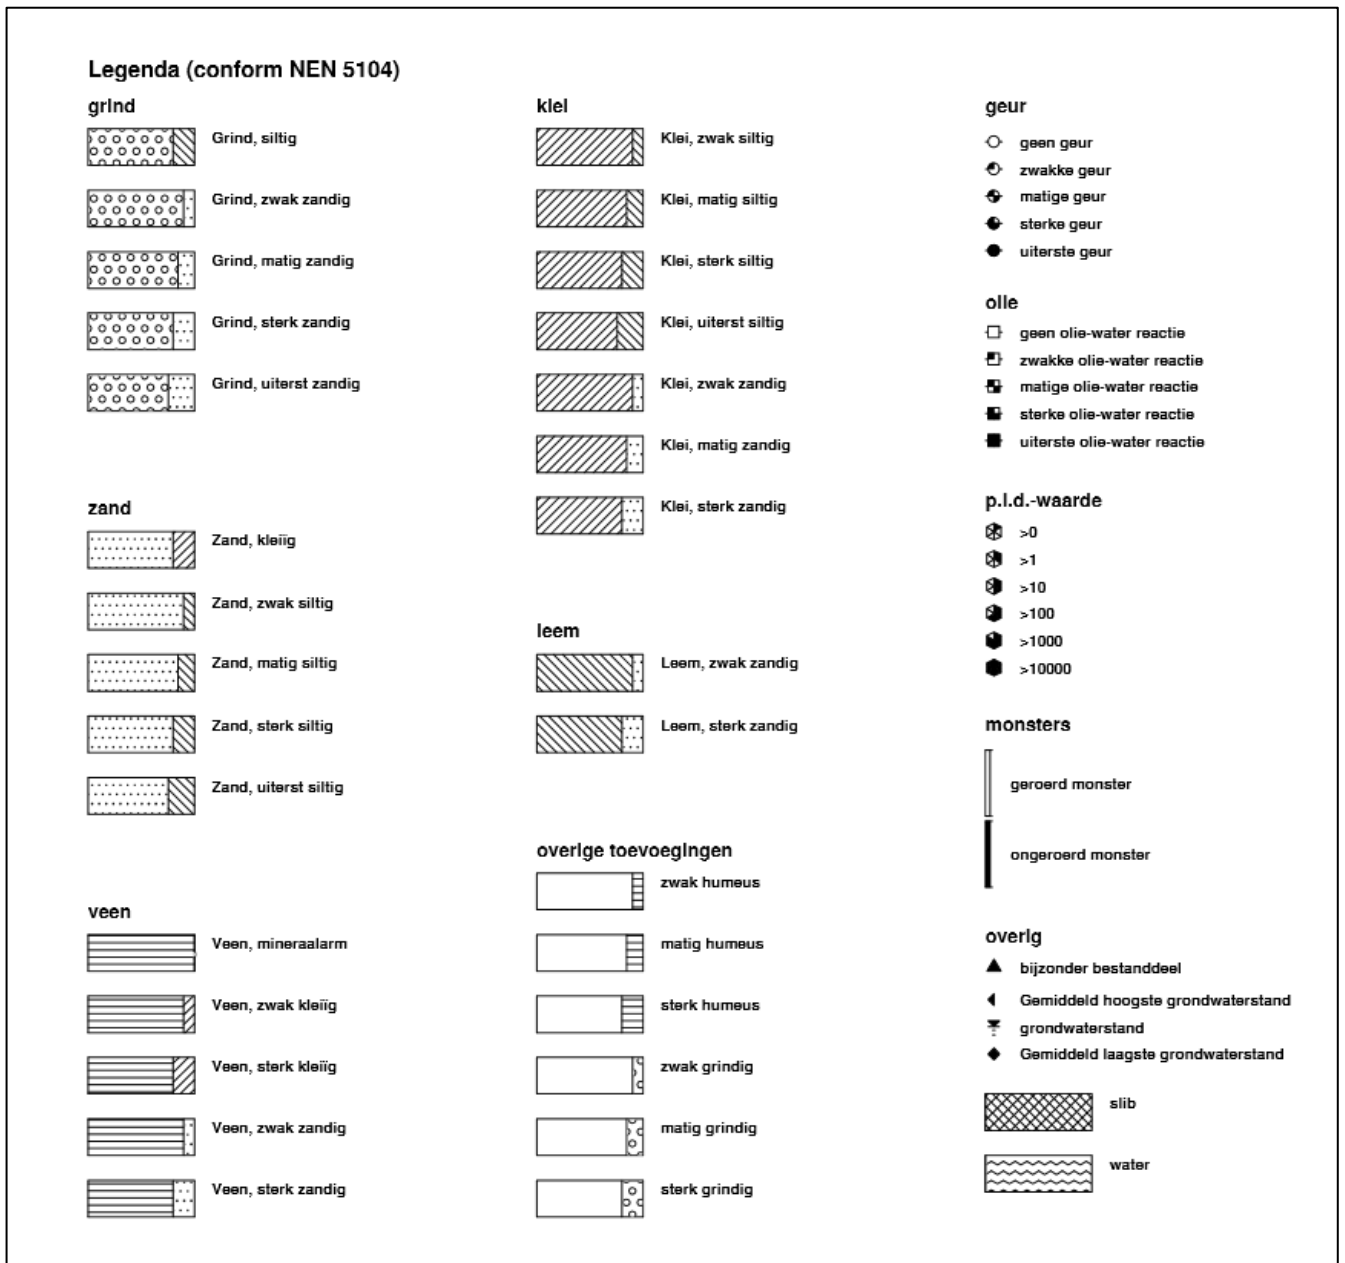 Legenda (conform NEN 5104)
grind
Grind, siltig
Grind, zwak zandig
Grind, matig zandig
Grind, sterk zandig
Grind, uiterst zandig
zand
Zand, kleiïg
Zand, zwak siltig
Zand, matig siltig
Zand, sterk siltig
Zand, uiterst siltig
veen
Veen, mineraalarm
Veen, zwak kleiïg
Veen, sterk kleiïg
Veen, zwak zandig
Veen, sterk zandig
klei
Klei, zwak siltig
Klei, matig siltig
Klei, sterk siltig
Klei, uiterst siltig
Klei, zwak zandig
Klei, matig zandig
Klei, sterk zandig
leem
Leem, zwak zandig
Leem, sterk zandig
overige toevoegingen
zwak humeus
matig humeus
sterk humeus
zwak grindig
matig grindig
sterk grindig
geur
geen geur
zwakke geur
matige geur
sterke geur
uiterste geur
olie
geen olie-water reactie
zwakke olie-water reactie
matige olie-water reactie
sterke olie-water reactie
uiterste olie-water reactie
p.i.d.-waarde
>0
>1
>10
>100
>1000
>10000
monsters
geroerd monster
ongeroerd monster
overig
bijzonder bestanddeel
Gemiddeld hoogste grondwaterstand
grondwaterstand
Gemiddeld laagste grondwaterstand
slib
water